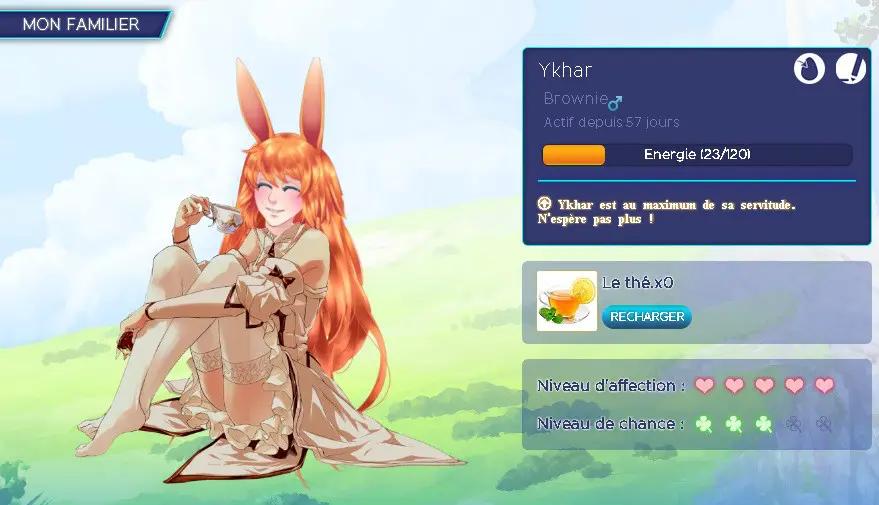 MON FAMILIER
Ykhar
Brownie
Actif depuis 57 jours
Energie (23/120)
Ykhar est au maximum de sa servitude.
N'espère pas plus !
Le thé.x0
RECHARGER
Niveau d'affection :
Niveau de chance :